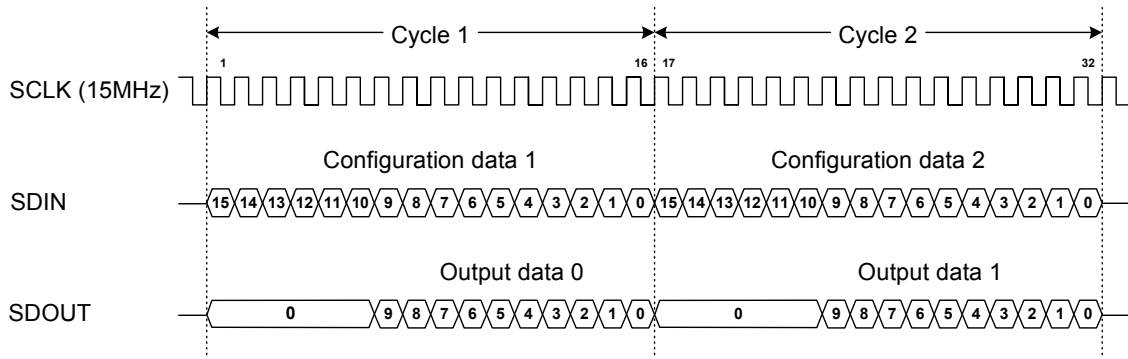 Cycle 1 Cycle 2
1 16 17 32
SCLK (15MHz)
Configuration data 1 Configuration data 2
SDIN 15 14 13 12 11 10 9 8 7 6 5 4 3 2 1 0 15 14 13 12 11 10 9 8 7 6 5 4 3 2 1 0
Output data 0 Output data 1
SDOUT 0 9 8 7 6 5 4 3 2 1 0 0 9 8 7 6 5 4 3 2 1 0